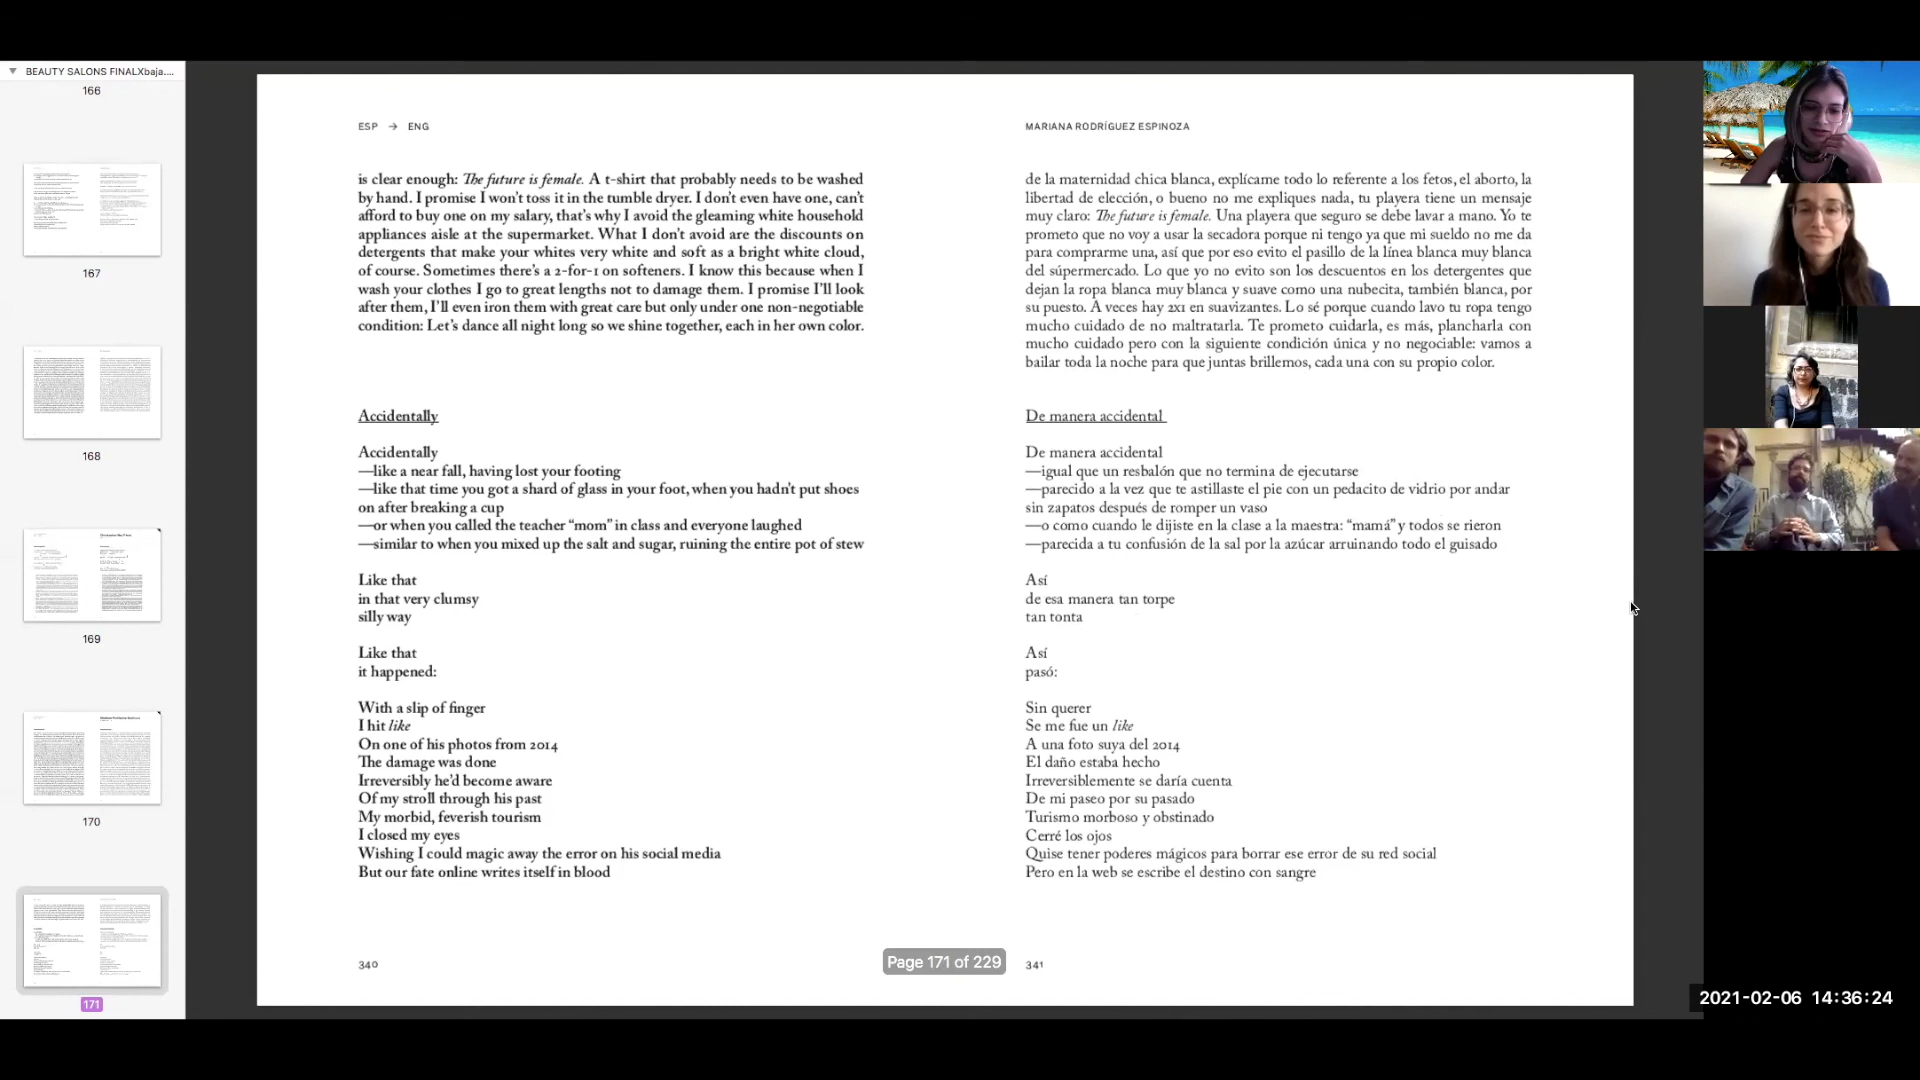 BEAUTY SALONS FINALXbaja....
166
167
168
169
170
171
ESP → ENG
is clear enough: The future is female. A t-shirt that probably needs to be washed
by hand. I promise I won't toss it in the tumble dryer. I don't even have one, can't
afford to buy one on my salary, that's why I avoid the gleaming white household
appliances aisle at the supermarket. What I don't avoid are the discounts on
detergents that make your whites very white and soft as a bright white cloud,
of course. Sometimes there's a 2-for-1 on softeners. I know this because when I
wash your clothes I go to great lengths not to damage them. I promise I'll look
after them, I'll even iron them with great care but only under one non-negotiable
condition: Let's dance all night long so we shine together, each in her own color.
Accidentally
Accidentally
—like a near fall, having lost your footing
—like that time you got a shard of glass in your foot, when you hadn't put shoes
on after breaking a cup
—or when you called the teacher “mom” in class and everyone laughed
—similar to when you mixed up the salt and sugar, ruining the entire pot of stew
Like that
in that very clumsy
silly way
Like that
it happened:
With a slip of finger
I hit like
On one of his photos from 2014
The damage was done
Irreversibly he'd become aware
Of my stroll through his past
My morbid, feverish tourism
I closed my eyes
Wishing I could magic away the error on his social media
But our fate online writes itself in blood
340
MARIANA RODRÍGUEZ ESPINOZA
de la maternidad chica blanca, explícame todo lo referente a los fetos, el aborto, la
libertad de elección, o bueno no me expliques nada, tu playera tiene un mensaje
muy claro: The future is female. Una playera que seguro se debe lavar a mano. Yo te
prometo que no voy a usar la secadora porque ni tengo ya que mi sueldo no me da
para comprarme una, así que por eso evito el pasillo de la línea blanca muy blanca
del súpermercado. Lo que yo no evito son los descuentos en los detergentes que
dejan la ropa blanca muy blanca y suave como una nubecita, también blanca, por
su puesto. A veces hay 2x1 en suavizantes. Lo sé porque cuando lavo tu ropa tengo
mucho cuidado de no maltratarla. Te prometo cuidarla, es más, plancharla con
mucho cuidado pero con la siguiente condición única y no negociable: vamos a
bailar toda la noche para que juntas brillemos, cada una con su propio color.
De manera accidental
De manera accidental
—igual que un resbalón que no termina de ejecutarse
—parecido a la vez que te astillaste el pie con un pedacito de vidrio por andar
sin zapatos después de romper un vaso
—o como cuando le dijiste en la clase a la maestra: “mamá” y todos se rieron
—parecida a tu confusión de la sal por la azúcar arruinando todo el guisado
Así
de esa manera tan torpe
tan tonta
Así
pasó:
Sin querer
Se me fue un like
A una foto suya del 2014
El daño estaba hecho
Irreversiblemente se daría cuenta
De mi paseo por su pasado
Turismo morboso y obstinado
Cerré los ojos
Quise tener poderes mágicos para borrar ese error de su red social
Pero en la web se escribe el destino con sangre
341
Page 171 of 229
2021-02-06 14:36:24